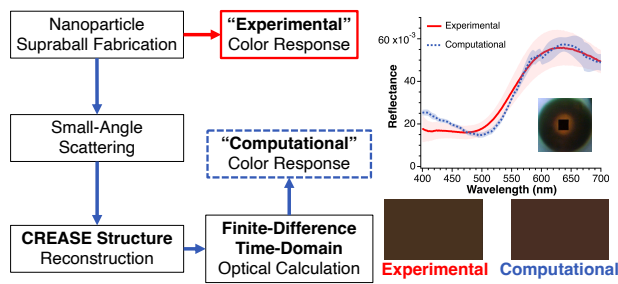 Nanoparticle
Supraball Fabrication
“Experimental”
Color Response
Small-Angle
Scattering
“Computational”
Color Response
CREASE Structure
Reconstruction
Finite-Difference
Time-Domain
Optical Calculation
Experimental
Computational
60 x10⁻³
40
20
0
Reflectance
400 450 500 550 600 650 700
Wavelength (nm)
Experimental
Computational